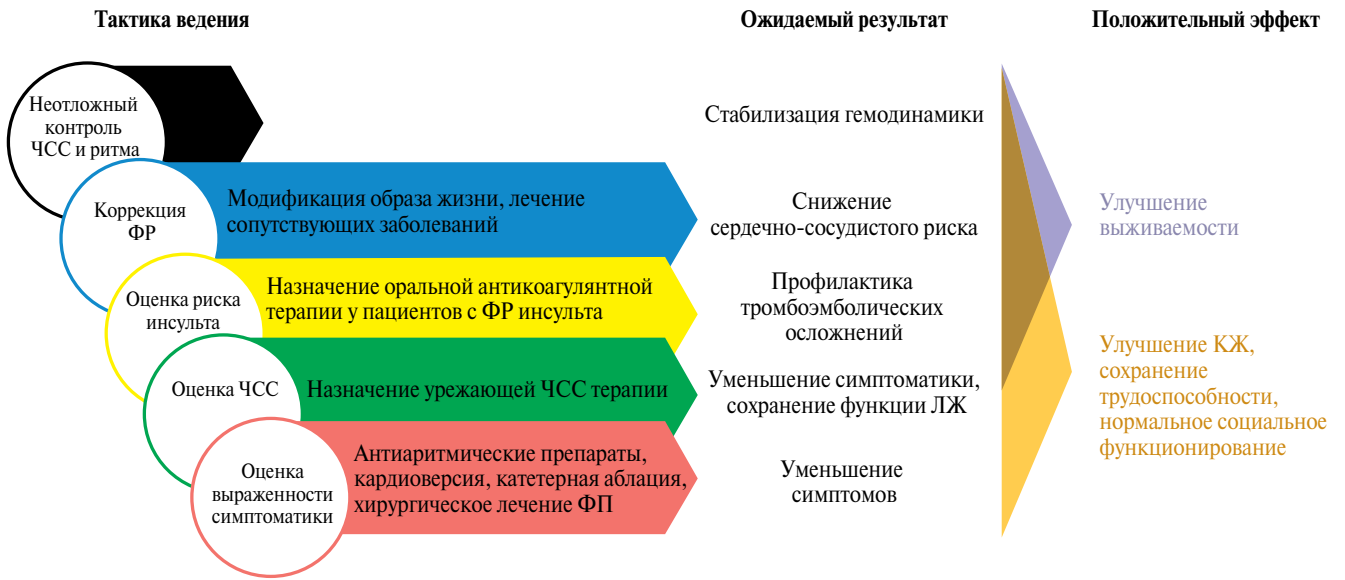 Тактика ведения
Ожидаемый результат
Положительный эффект
Неотложный
контроль
ЧСС и ритма
Стабилизация гемодинамики
Коррекция
ФР
Модификация образа жизни, лечение
сопутствующих заболеваний
Снижение
сердечно-сосудистого риска
Оценка риска
инсульта
Назначение оральной антикоагулянтной
терапии у пациентов с ФР инсульта
Профилактика
тромбоэмболических
осложнений
Оценка ЧСС
Назначение урежающей ЧСС терапии
Уменьшение симптоматики,
сохранение функции ЛЖ
Оценка
выраженности
симптоматики
Антиаритмические препараты,
кардиоверсия, катетерная аблация,
хирургическое лечение ФП
Уменьшение
симптомов
Улучшение
выживаемости
Улучшение КЖ,
сохранение
трудоспособности,
нормальное социальное
функционирование